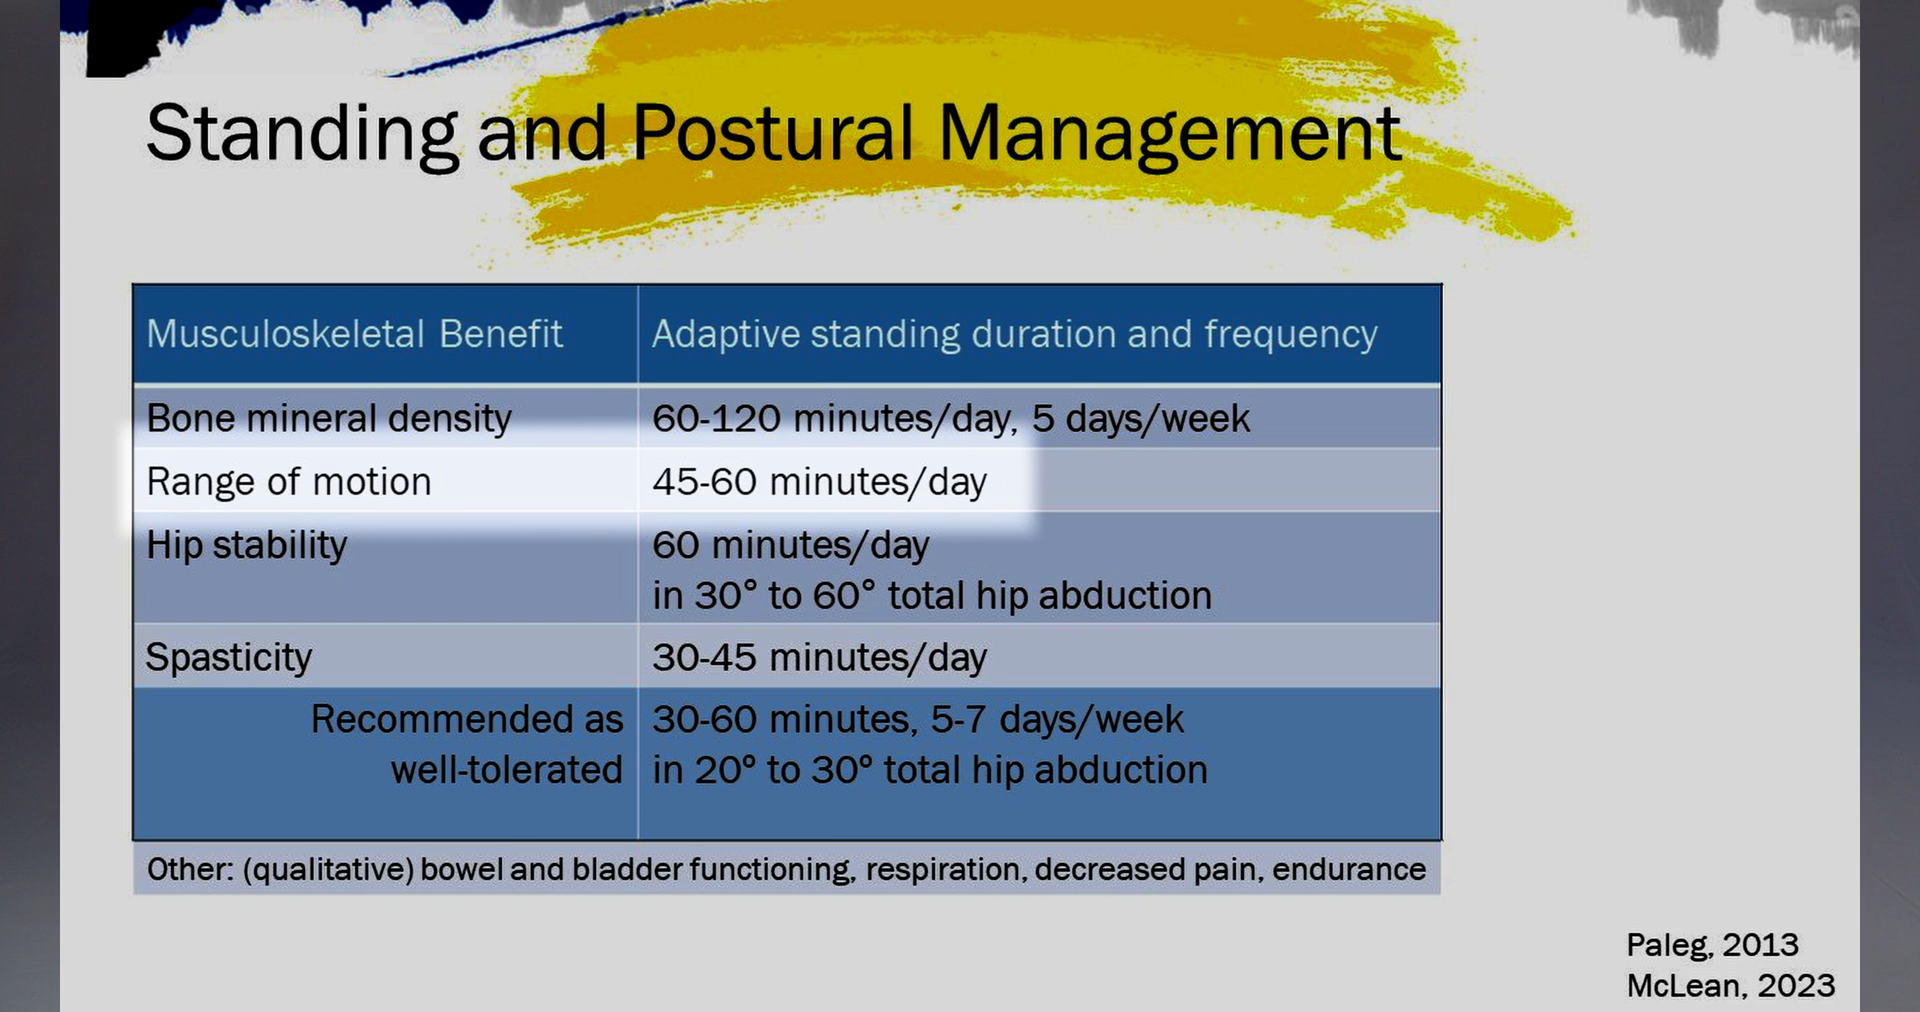 Standing and Postural Management
Musculoskeletal Benefit
Adaptive standing duration and frequency
Bone mineral density
60-120 minutes/day, 5 days/week
Range of motion
45-60 minutes/day
Hip stability
60 minutes/day
in 30° to 60° total hip abduction
Spasticity
30-45 minutes/day
Recommended as
well-tolerated
30-60 minutes, 5-7 days/week
in 20º to 30º total hip abduction
Other: (qualitative) bowel and bladder functioning, respiration, decreased pain, endurance
Paleg, 2013
McLean, 2023